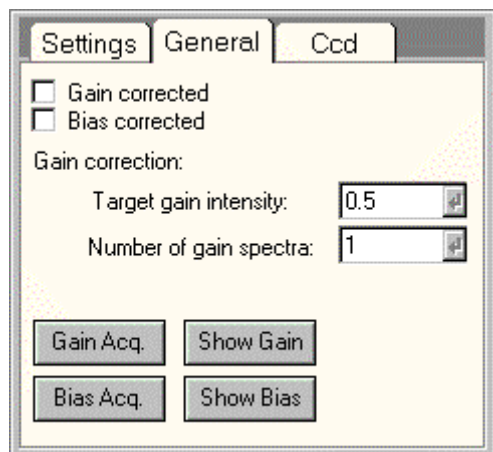 Settings General Ccd
Gain corrected
Bias corrected
Gain correction:
Target gain intensity: 0.5
Number of gain spectra: 1
Gain Acq. Show Gain
Bias Acq. Show Bias